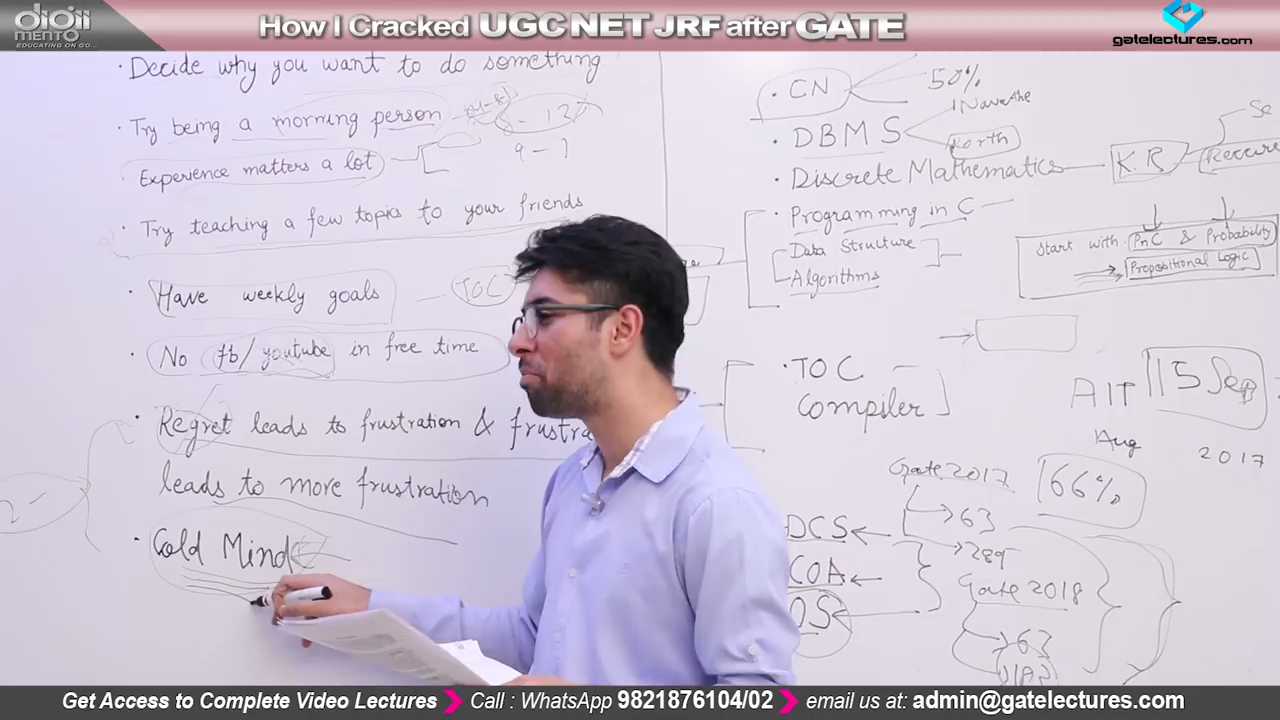 digii
mento
EDUCATING ON GO...
How I Cracked UGC NET JRF after GATE
gatelectures.com
· Decide why you want to do something.
· Try being a morning person (4-8) - 12
9 - 1
· Experience matters a lot
· Try teaching a few topics to your friends
· Have weekly goals TOC
· No fb/youtube in free time.
· Regret leads to frustration & frustra
leads to more frustration
· Cold Mind
· CN 50%
· DBMS Navathe
Korth
· Discrete Mathematics K.R Se
Recurre
· Programming in C
Data Structure
Algorithms
Start with PnC & Probability
Propositional Logic
· TOC
Compiler
AIT 15 Sep
Aug 2017
Gate 2017 66%
63
289
DCS
COA
OS
Gate 2018
63
Get Access to Complete Video Lectures
Call : WhatsApp 9821876104/02
email us at: admin@gatelectures.com